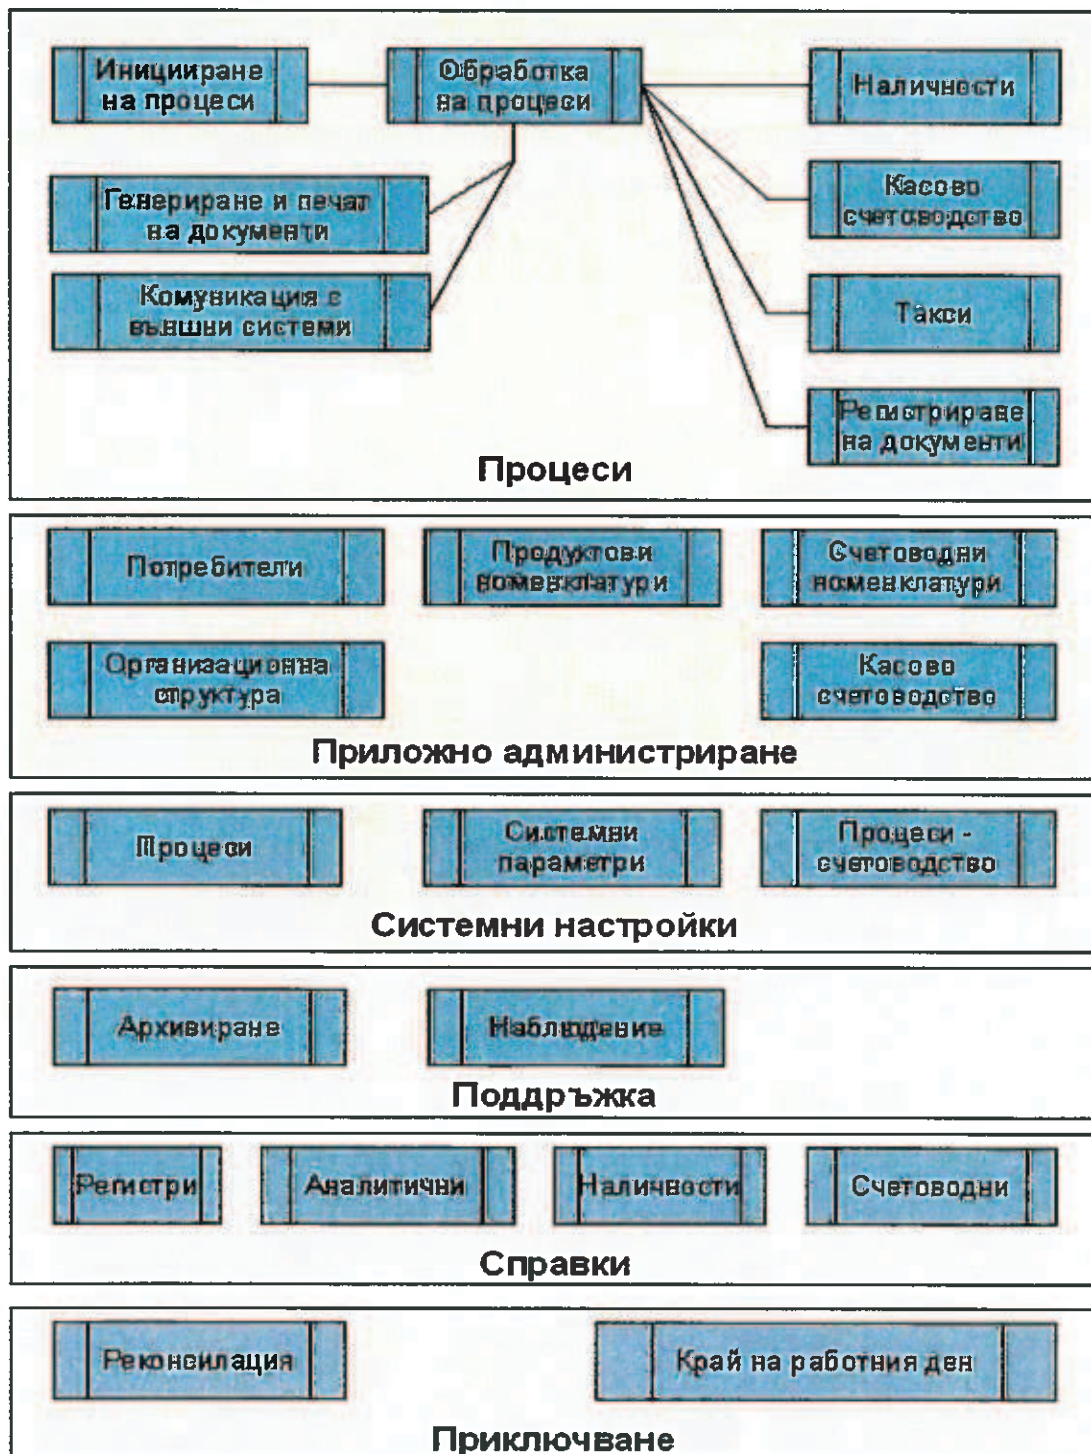 Иницииране
на процеси
Обработка
на процеси
Наличности
Генериране и печат
на документи
Касово
счетоводство
Комуникация с
външни системи
Такси
Регистриране
на документи
Процеси
Потребители
Продуктови
номенклатури
Счетоводни
номенклатури
Организационна
структура
Касово
счетоводство
Приложно администриране
Процеси
Системни
параметри
Процеси -
счетоводство
Системни настройки
Архивиране
Наблюдение
Поддръжка
Регистри
Аналитични
Наличности
Счетоводни
Справки
Реконсилация
Край на работния ден
Приключване